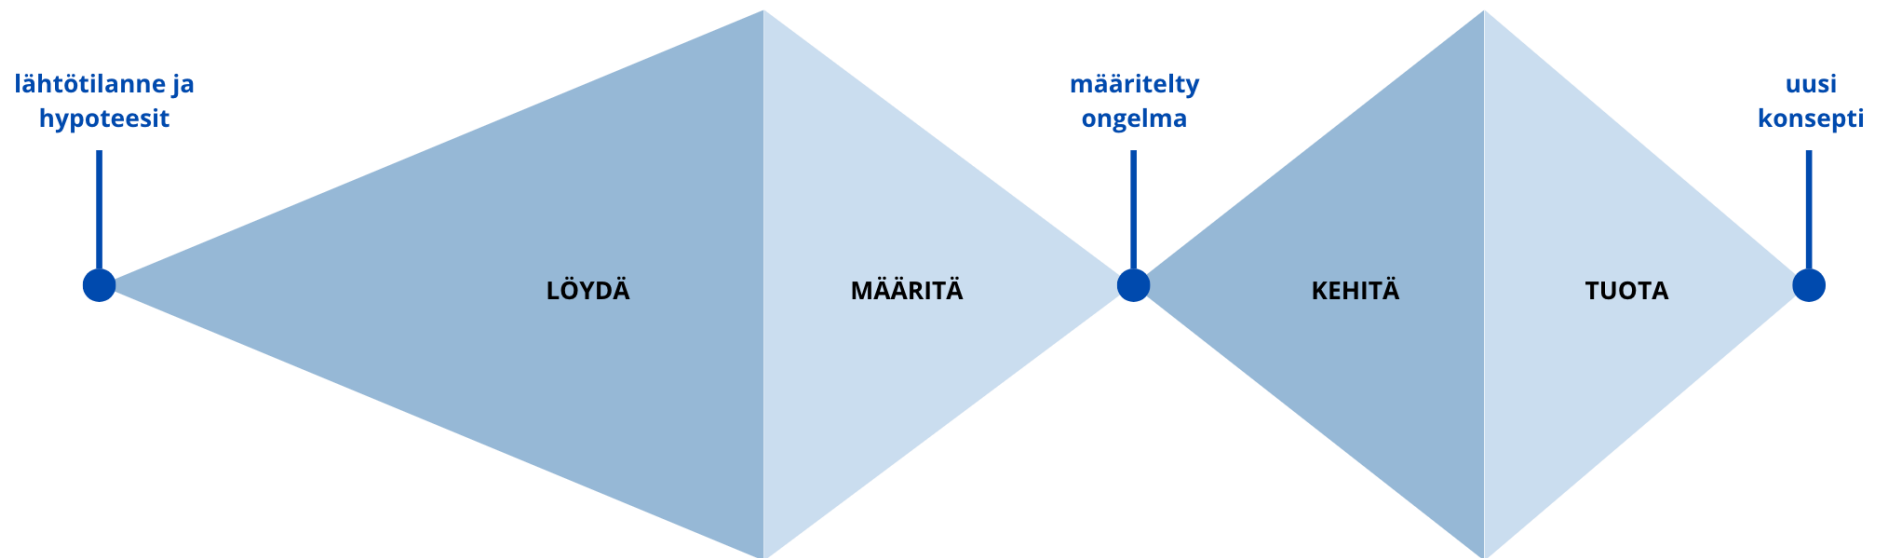 lähtötilanne ja
hypoteesit
määritelty
ongelma
uusi
konsepti
LÖYDÄ
MÄÄRITÄ
KEHITÄ
TUOTA